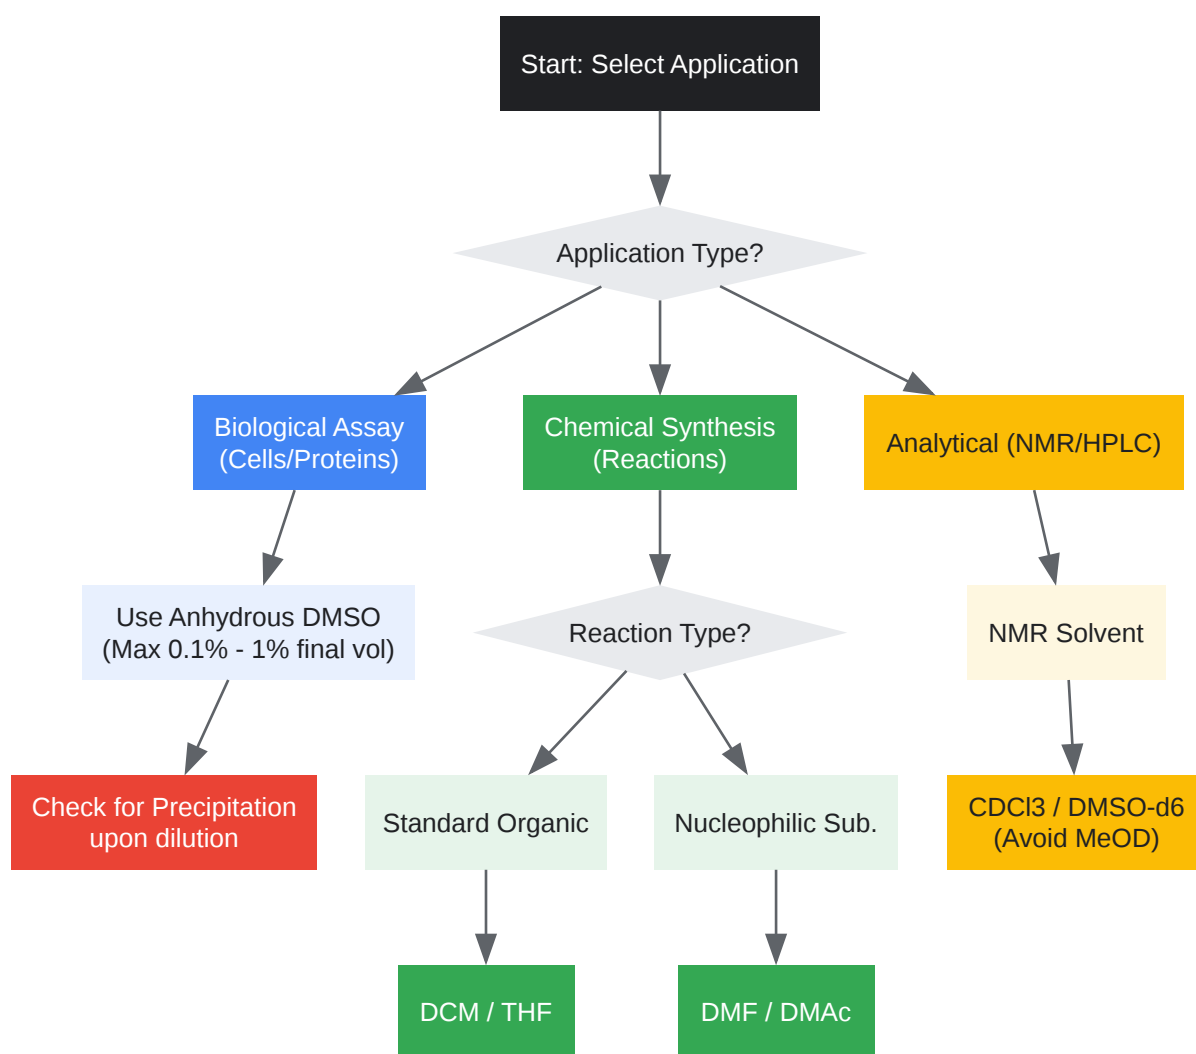 Start: Select Application
Application Type?
Biological Assay
(Cells/Proteins)
Chemical Synthesis
(Reactions)
Analytical (NMR/HPLC)
Use Anhydrous DMSO
(Max 0.1% - 1% final vol)
Reaction Type?
NMR Solvent
Check for Precipitation
upon dilution
Standard Organic
Nucleophilic Sub.
CDCl3 / DMSO-d6
(Avoid MeOD)
DCM / THF
DMF / DMAc